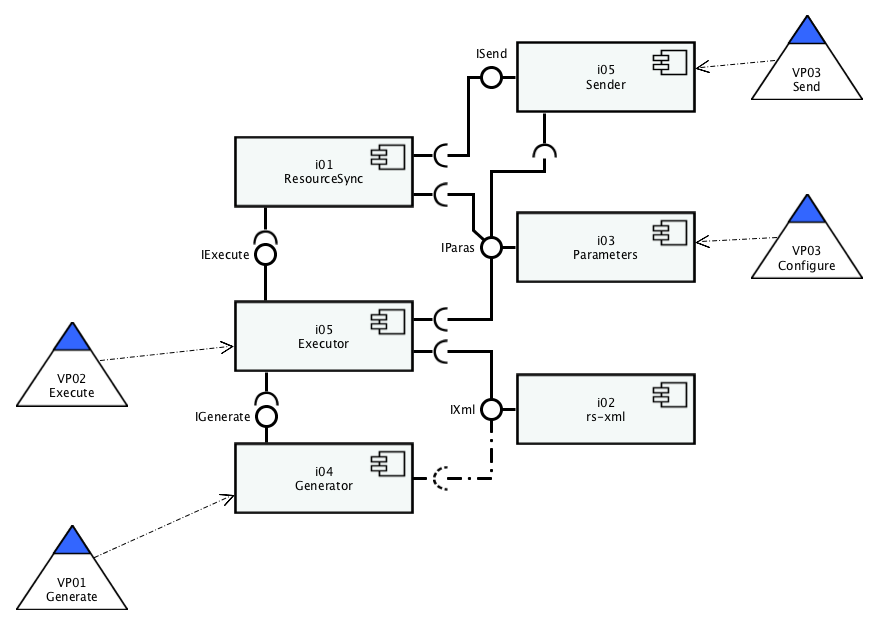 ISend
i05
Sender
VP03
Send
i01
ResourceSync
IExecute
IParas
i03
Parameters
VP03
Configure
i05
Executor
VP02
Execute
IGenerate
IXml
i02
rs-xml
i04
Generator
VP01
Generate